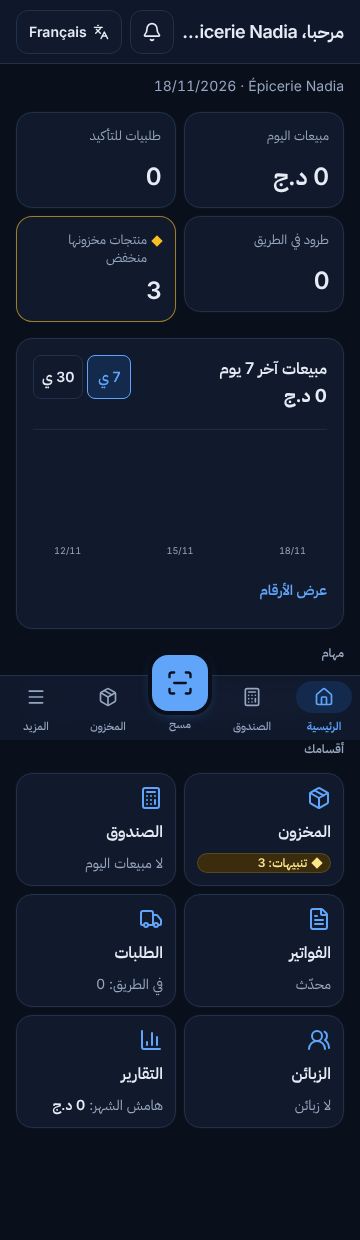 مرحبا، Épicerie Nadia...
Français
18/11/2026 · Épicerie Nadia
مبيعات اليوم
0 د.ج
طلبيات للتأكيد
0
طرود في الطريق
0
منتجات مخزونها منخفض
3
مبيعات آخر 7 يوم
0 د.ج
7 ي
30 ي
12/11
15/11
18/11
عرض الأرقام
مهام
الرئيسية
الصندوق
مسح
المخزون
المزيد
أقسامك
المخزون
تنبيهات: 3
الصندوق
لا مبيعات اليوم
الفواتير
محدّث
الطلبات
في الطريق: 0
الزبائن
لا زبائن
التقارير
هامش الشهر: 0 د.ج